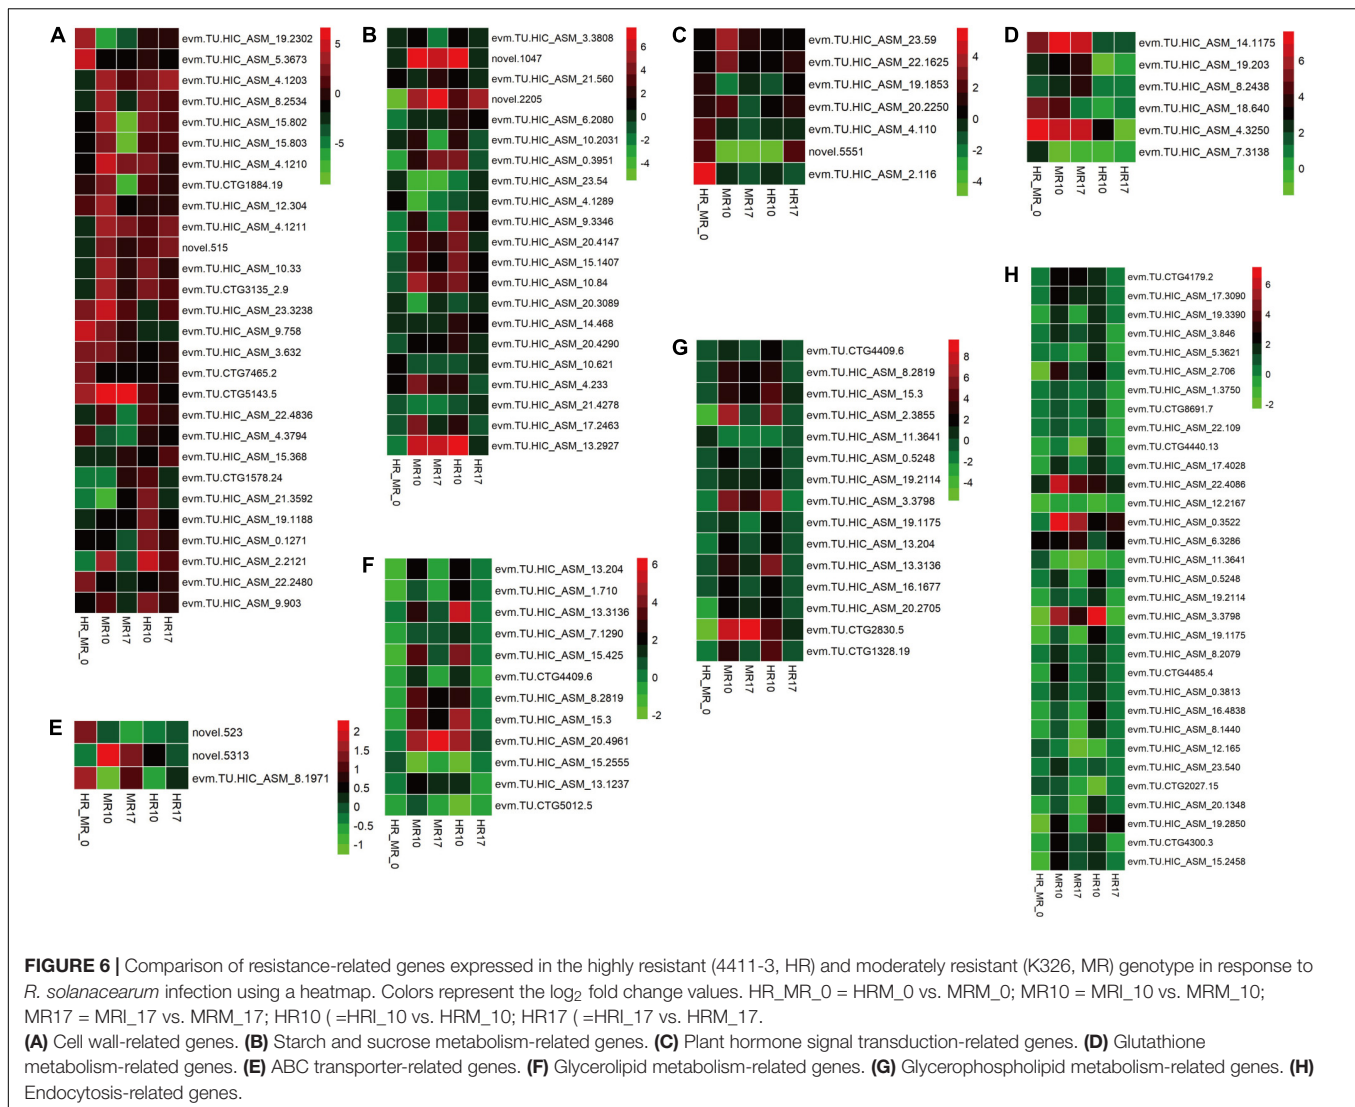 A
evm.TU.HIC_ASM_19.2302
evm.TU.HIC_ASM_5.3673
evm.TU.HIC_ASM_4.1203
evm.TU.HIC_ASM_8.2534
evm.TU.HIC_ASM_15.802
evm.TU.HIC_ASM_15.803
evm.TU.HIC_ASM_4.1210
evm.TU.CTG1884.19
evm.TU.HIC_ASM_12.304
evm.TU.HIC_ASM_4.1211
novel.515
evm.TU.HIC_ASM_10.33
evm.TU.CTG3135_2.9
evm.TU.HIC_ASM_23.3238
evm.TU.HIC_ASM_9.758
evm.TU.HIC_ASM_3.632
evm.TU.CTG7465.2
evm.TU.CTG5143.5
evm.TU.HIC_ASM_22.4836
evm.TU.HIC_ASM_4.3794
evm.TU.HIC_ASM_15.368
evm.TU.CTG1578.24
evm.TU.HIC_ASM_21.3592
evm.TU.HIC_ASM_19.1188
evm.TU.HIC_ASM_0.1271
evm.TU.HIC_ASM_2.2121
evm.TU.HIC_ASM_22.2480
evm.TU.HIC_ASM_9.903
HR_MR_0
MR10
MR17
HR10
HR17
5
0
-5
B
evm.TU.HIC_ASM_3.3808
novel.1047
evm.TU.HIC_ASM_21.560
novel.2205
evm.TU.HIC_ASM_6.2080
evm.TU.HIC_ASM_10.2031
evm.TU.HIC_ASM_0.3951
evm.TU.HIC_ASM_23.54
evm.TU.HIC_ASM_4.1289
evm.TU.HIC_ASM_9.3346
evm.TU.HIC_ASM_20.4147
evm.TU.HIC_ASM_15.1407
evm.TU.HIC_ASM_10.84
evm.TU.HIC_ASM_20.3089
evm.TU.HIC_ASM_14.468
evm.TU.HIC_ASM_20.4290
evm.TU.HIC_ASM_10.621
evm.TU.HIC_ASM_4.233
evm.TU.HIC_ASM_21.4278
evm.TU.HIC_ASM_17.2463
evm.TU.HIC_ASM_13.2927
HR_MR_0
MR10
MR17
HR10
HR17
6
4
2
0
-2
-4
C
evm.TU.HIC_ASM_23.59
evm.TU.HIC_ASM_22.1625
evm.TU.HIC_ASM_19.1853
evm.TU.HIC_ASM_20.2250
evm.TU.HIC_ASM_4.110
novel.5551
evm.TU.HIC_ASM_2.116
HR_MR_0
MR10
MR17
HR10
HR17
4
2
0
-2
-4
D
evm.TU.HIC_ASM_14.1175
evm.TU.HIC_ASM_19.203
evm.TU.HIC_ASM_8.2438
evm.TU.HIC_ASM_18.640
evm.TU.HIC_ASM_4.3250
evm.TU.HIC_ASM_7.3138
HR_MR_0
MR10
MR17
HR10
HR17
6
4
2
0
E
novel.523
novel.5313
evm.TU.HIC_ASM_8.1971
HR_MR_0
MR10
MR17
HR10
HR17
2
1.5
1
0.5
0
-0.5
-1
F
evm.TU.HIC_ASM_13.204
evm.TU.HIC_ASM_1.710
evm.TU.HIC_ASM_13.3136
evm.TU.HIC_ASM_7.1290
evm.TU.HIC_ASM_15.425
evm.TU.CTG4409.6
evm.TU.HIC_ASM_8.2819
evm.TU.HIC_ASM_15.3
evm.TU.HIC_ASM_20.4961
evm.TU.HIC_ASM_15.2555
evm.TU.HIC_ASM_13.1237
evm.TU.CTG5012.5
HR_MR_0
MR10
MR17
HR10
HR17
6
4
2
0
-2
G
evm.TU.CTG4409.6
evm.TU.HIC_ASM_8.2819
evm.TU.HIC_ASM_15.3
evm.TU.HIC_ASM_2.3855
evm.TU.HIC_ASM_11.3641
evm.TU.HIC_ASM_0.5248
evm.TU.HIC_ASM_19.2114
evm.TU.HIC_ASM_3.3798
evm.TU.HIC_ASM_19.1175
evm.TU.HIC_ASM_13.204
evm.TU.HIC_ASM_13.3136
evm.TU.HIC_ASM_16.1677
evm.TU.HIC_ASM_20.2705
evm.TU.CTG2830.5
evm.TU.CTG1328.19
HR_MR_0
MR10
MR17
HR10
HR17
8
6
4
2
0
-2
-4
H
evm.TU.CTG4179.2
evm.TU.HIC_ASM_17.3090
evm.TU.HIC_ASM_19.3390
evm.TU.HIC_ASM_3.846
evm.TU.HIC_ASM_5.3621
evm.TU.HIC_ASM_2.706
evm.TU.HIC_ASM_1.3750
evm.TU.CTG8691.7
evm.TU.HIC_ASM_22.109
evm.TU.CTG4440.13
evm.TU.HIC_ASM_17.4028
evm.TU.HIC_ASM_22.4086
evm.TU.HIC_ASM_12.2167
evm.TU.HIC_ASM_0.3522
evm.TU.HIC_ASM_6.3286
evm.TU.HIC_ASM_11.3641
evm.TU.HIC_ASM_0.5248
evm.TU.HIC_ASM_19.2114
evm.TU.HIC_ASM_3.3798
evm.TU.HIC_ASM_19.1175
evm.TU.HIC_ASM_8.2079
evm.TU.CTG4485.4
evm.TU.HIC_ASM_0.3813
evm.TU.HIC_ASM_16.4838
evm.TU.HIC_ASM_8.1440
evm.TU.HIC_ASM_12.165
evm.TU.HIC_ASM_23.540
evm.TU.CTG2027.15
evm.TU.HIC_ASM_20.1348
evm.TU.HIC_ASM_19.2850
evm.TU.CTG4300.3
evm.TU.HIC_ASM_15.2458
HR_MR_0
MR10
MR17
HR10
HR17
6
4
2
0
-2
FIGURE 6 | Comparison of resistance-related genes expressed in the highly resistant (4411-3, HR) and moderately resistant (K326, MR) genotype in response to
R. solanacearum infection using a heatmap. Colors represent the log2 fold change values. HR_MR_0 = HRM_0 vs. MRM_0; MR10 = MRI_10 vs. MRM_10;
MR17 = MRI_17 vs. MRM_17; HR10 ( =HRI_10 vs. HRM_10; HR17 ( =HRI_17 vs. HRM_17.
(A) Cell wall-related genes. (B) Starch and sucrose metabolism-related genes. (C) Plant hormone signal transduction-related genes. (D) Glutathione
metabolism-related genes. (E) ABC transporter-related genes. (F) Glycerolipid metabolism-related genes. (G) Glycerophospholipid metabolism-related genes. (H)
Endocytosis-related genes.